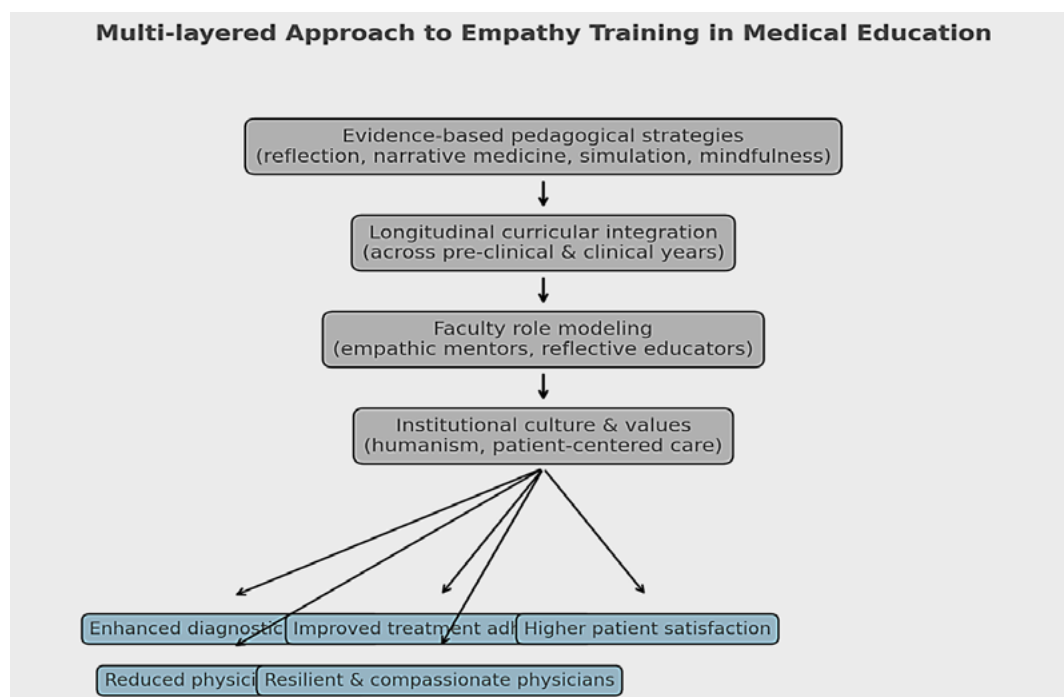 Multi-layered Approach to Empathy Training in Medical Education
Evidence-based pedagogical strategies
(reflection, narrative medicine, simulation, mindfulness)
Longitudinal curricular integration
(across pre-clinical & clinical years)
Faculty role modeling
(empathic mentors, reflective educators)
Institutional culture & values
(humanism, patient-centered care)
Enhanced diagnostic
Improved treatment
Higher patient satisfaction
Reduced
Resilient & compassionate physicians